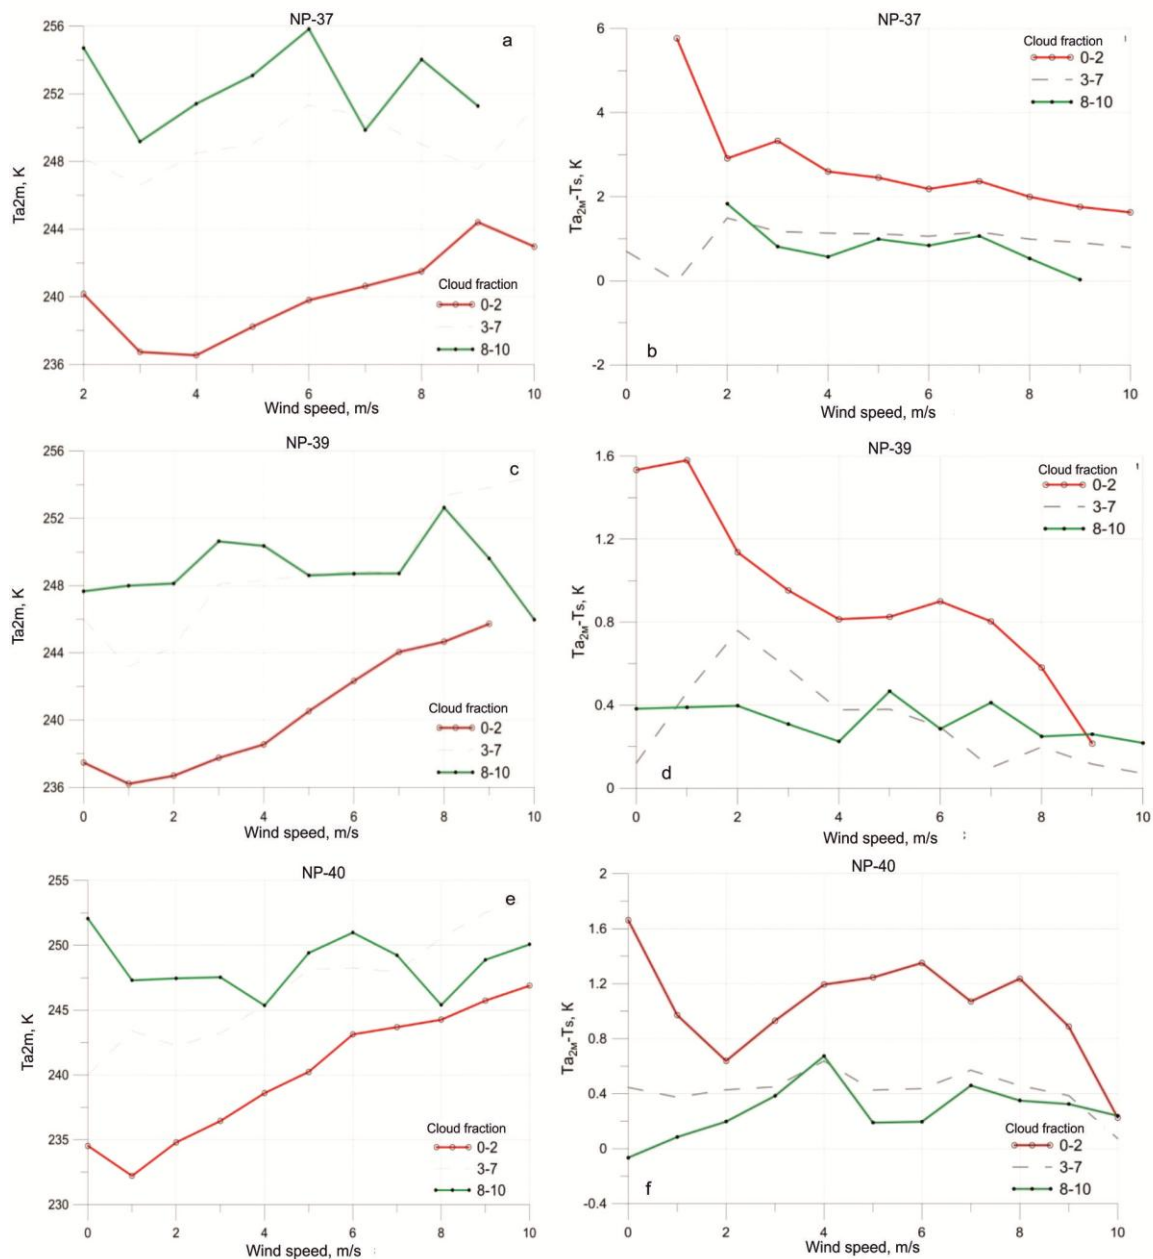 NP-37
a
256
252
248
244
240
236
Ta2m, K
Cloud fraction
0-2
3-7
8-10
2 4 6 8 10
Wind speed, m/s
NP-37
6
4
2
0
-2
Ta2м-Ts, K
Cloud fraction
0-2
3-7
8-10
b
0 2 4 6 8 10
Wind speed, m/s
NP-39
c
256
252
248
244
240
236
Ta2m, K
Cloud fraction
0-2
3-7
8-10
0 2 4 6 8 10
Wind speed, m/s
NP-39
1.6
1.2
0.8
0.4
0
Ta2м-Ts, K
Cloud fraction
0-2
3-7
8-10
d
0 2 4 6 8 10
Wind speed, m/s
NP-40
e
255
250
245
240
235
230
Ta2m, K
Cloud fraction
0-2
3-7
8-10
0 2 4 6 8 10
Wind speed, m/s
NP-40
2
1.6
1.2
0.8
0.4
0
-0.4
Ta2м-Ts, K
Cloud fraction
0-2
3-7
8-10
f
0 2 4 6 8 10
Wind speed, m/s